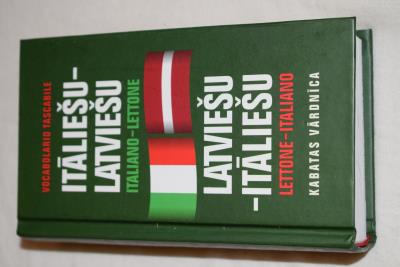 VOCABOLARIO TASCABILE
ITĀLIEŠU–
LATVIEŠU
ITALIANO–LETTONE
LATVIEŠU
–ITĀLIEŠU
LETTONE–ITALIANO
KABATAS VĀRDNĪCA